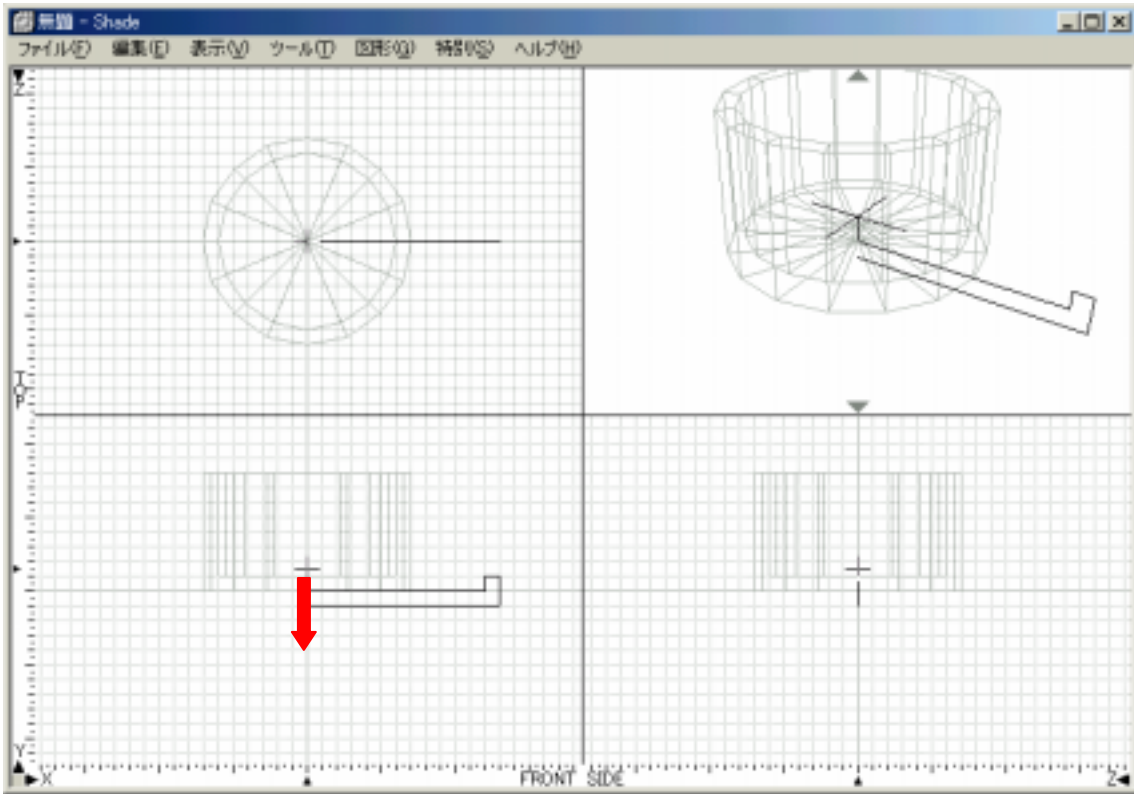 無題 - Shade
ファイル(F) 編集(E) 表示(V) ツール(T) 図形(G) 特別(S) ヘルプ(H)
Z
TOP
Y
X FRONT SIDE Z